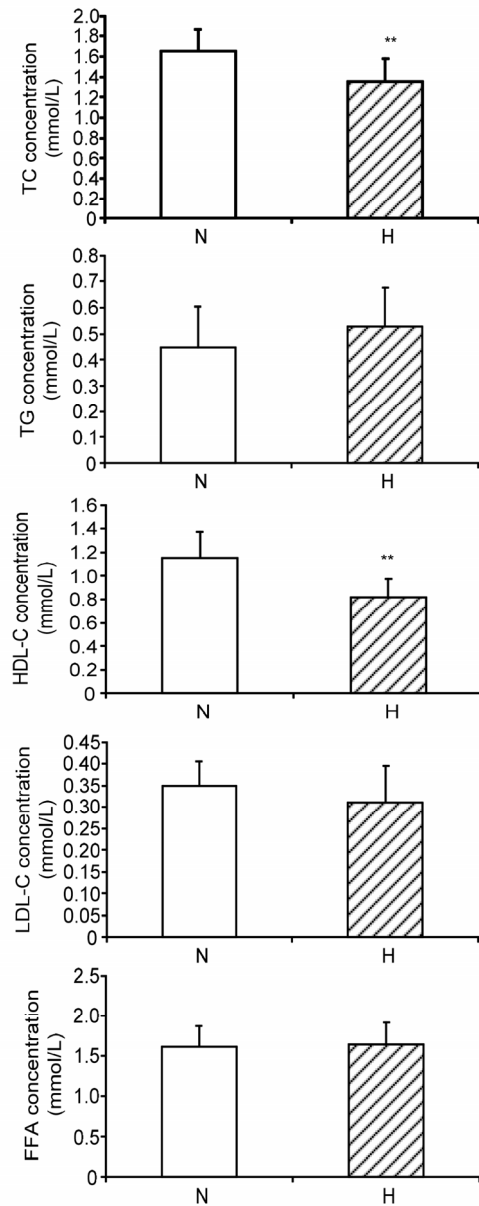 TC concentration
(mmol/L)
2.0
1.8
1.6
1.4
1.2
1.6
0.8
0.6
0.4
0.2
0
**
N
H
TG concentration
(mmol/L)
0.8
0.7
0.6
0.5
0.4
0.3
0.2
0.1
0
N
H
HDL-C concentration
(mmol/L)
1.6
1.4
1.2
1.0
0.8
0.6
0.4
0.2
0
**
N
H
LDL-C concentration
(mmol/L)
0.45
0.40
0.35
0.30
0.25
0.20
0.15
0.10
0.05
0
N
H
FFA concentration
(mmol/L)
2.5
2.0
1.5
1.0
0.5
0
N
H